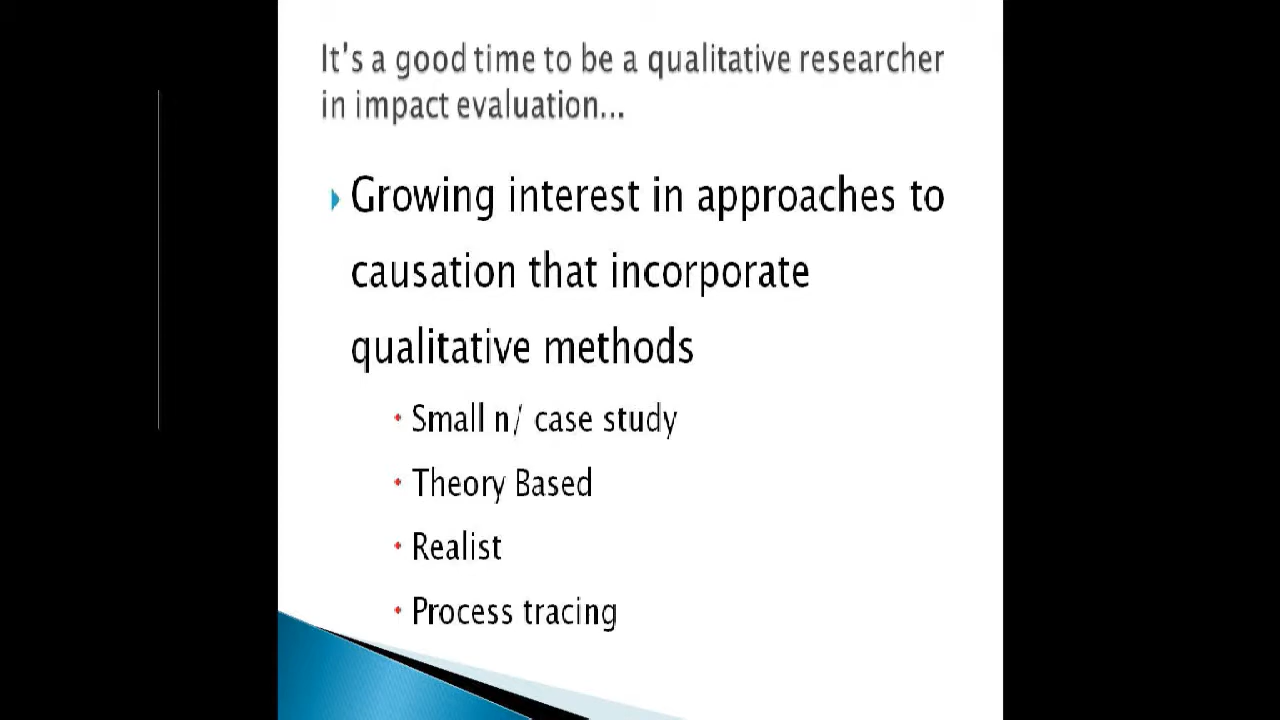 It's a good time to be a qualitative researcher
in impact evaluation...
Growing interest in approaches to
causation that incorporate
qualitative methods
Small n/ case study
Theory Based
Realist
Process tracing